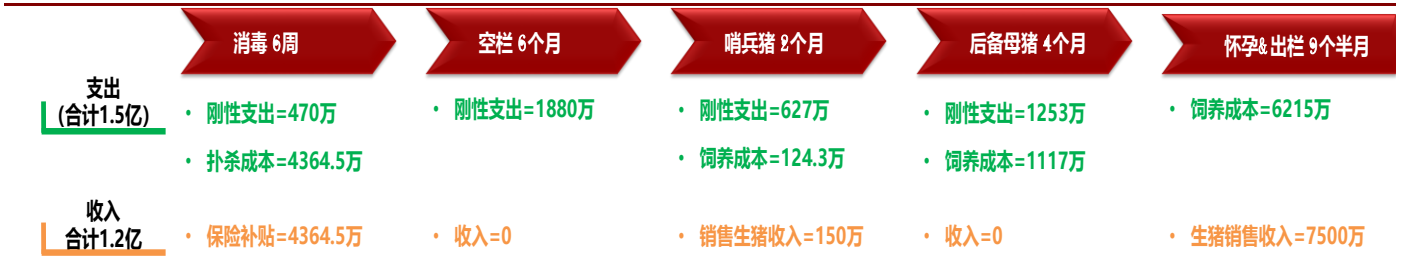 消毒 6周
空栏 6个月
哨兵猪 2个月
后备母猪 4个月
怀孕&出栏 9个半月
支出
(合计1.5亿)
• 刚性支出=470万
• 扑杀成本=4364.5万
• 刚性支出=1880万
• 刚性支出=627万
• 饲养成本=124.3万
• 刚性支出=1253万
• 饲养成本=1117万
• 饲养成本=6215万
收入
合计1.2亿
• 保险补贴=4364.5万
• 收入=0
• 销售生猪收入=150万
• 收入=0
• 生猪销售收入=7500万